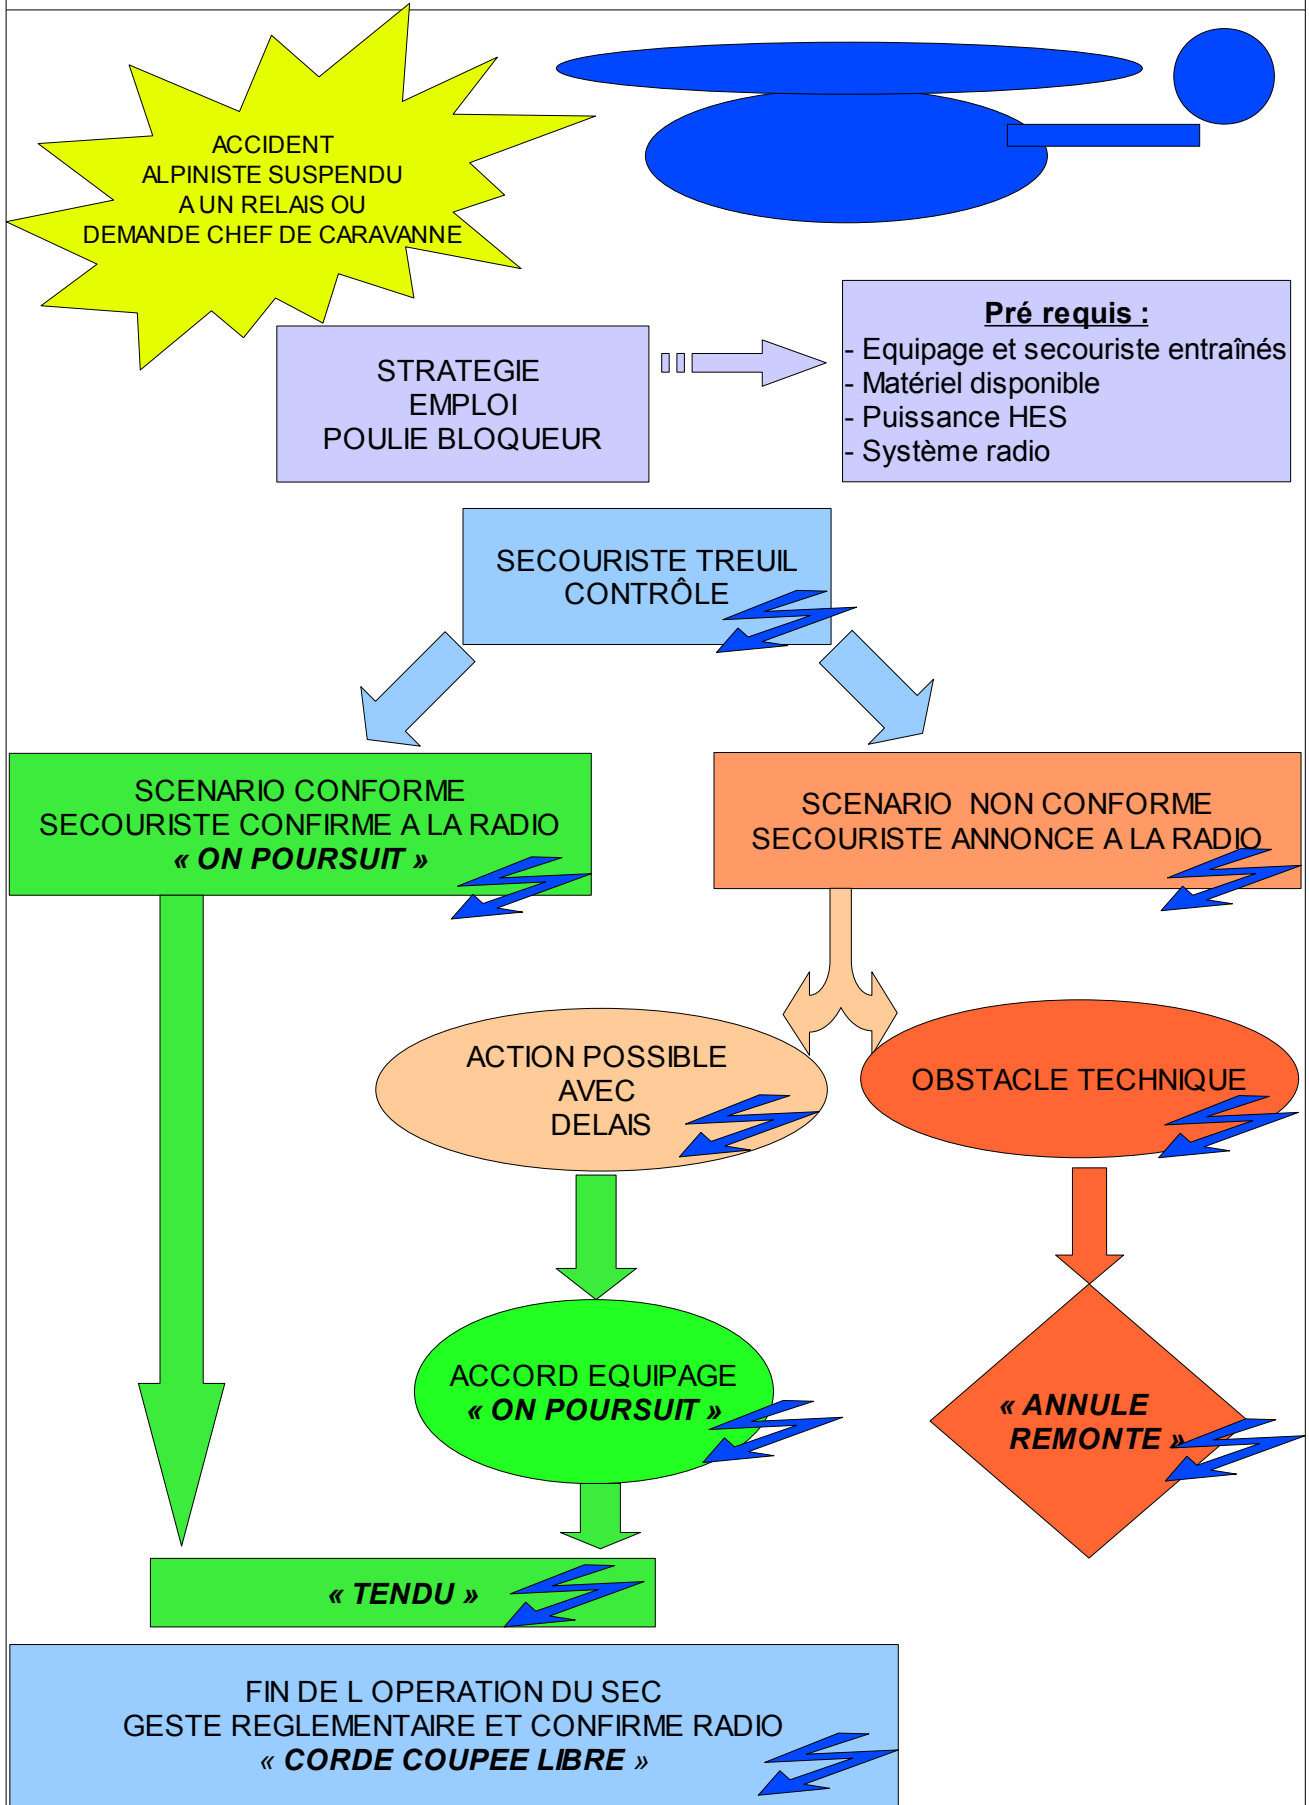 ACCIDENT
ALPINISTE SUSPENDU
A UN RELAIS OU
DEMANDE CHEF DE CARAVANNE
STRATEGIE
EMPLOI
POULIE BLOQUEUR
Pré requis :
- Equipage et secouriste entraînés
- Matériel disponible
- Puissance HES
- Système radio
SECOURISTE TREUIL
CONTRÔLE
SCENARIO CONFORME
SECOURISTE CONFIRME A LA RADIO
« ON POURSUIT »
SCENARIO NON CONFORME
SECOURISTE ANNONCE A LA RADIO
ACTION POSSIBLE
AVEC
DELAIS
OBSTACLE TECHNIQUE
ACCORD EQUIPAGE
« ON POURSUIT »
« ANNULE
REMONTE »
« TENDU »
FIN DE L OPERATION DU SEC
GESTE REGLEMENTAIRE ET CONFIRME RADIO
« CORDE COUPEE LIBRE »